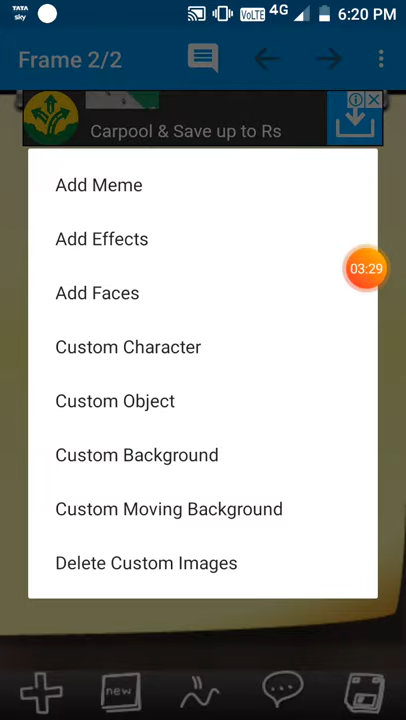 TATA
sky
VoLTE
4G
6:20 PM
Frame 2/2
Carpool & Save up to Rs
Add Meme
Add Effects
Add Faces
03:29
Custom Character
Custom Object
Custom Background
Custom Moving Background
Delete Custom Images
new